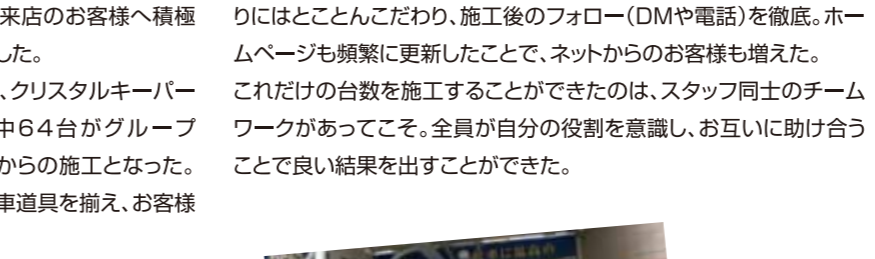 来店のお客様へ積極
した。
、クリスタルキーパー
中64台がグループ
からの施工となった。
車道具を揃え、お客様
りにはとことんこだわり、施工後のフォロー(DMや電話)を徹底。ホー
ムページも頻繁に更新したことで、ネットからのお客様も増えた。
これだけの台数を施工することができたのは、スタッフ同士のチーム
ワークがあってこそ。全員が自分の役割を意識し、お互いに助け合う
ことで良い結果を出すことができた。